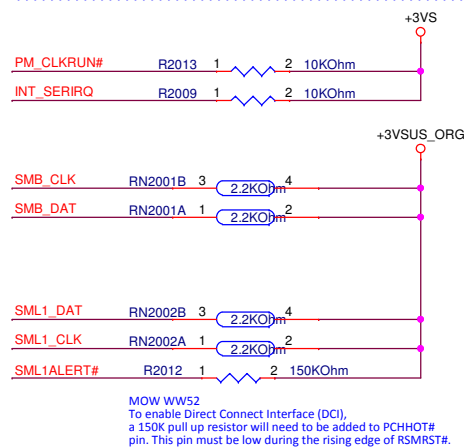 +3VS
PM_CLKRUN# R2013 1 2 10KOhm
INT_SERIRQ R2009 1 2 10KOhm
+3VSUS_ORG
SMB_CLK RN2001B 3 2.2KOhm 4
SMB_DAT RN2001A 1 2.2KOhm 2
SML1_DAT RN2002B 3 2.2KOhm 4
SML1_CLK RN2002A 1 2.2KOhm 2
SML1ALERT# R2012 1 2 150KOhm
MOW WW52
To enable Direct Connect Interface (DCI),
a 150K pull up resistor will need to be added to PCHHOT#
pin. This pin must be low during the rising edge of RSMRST#.